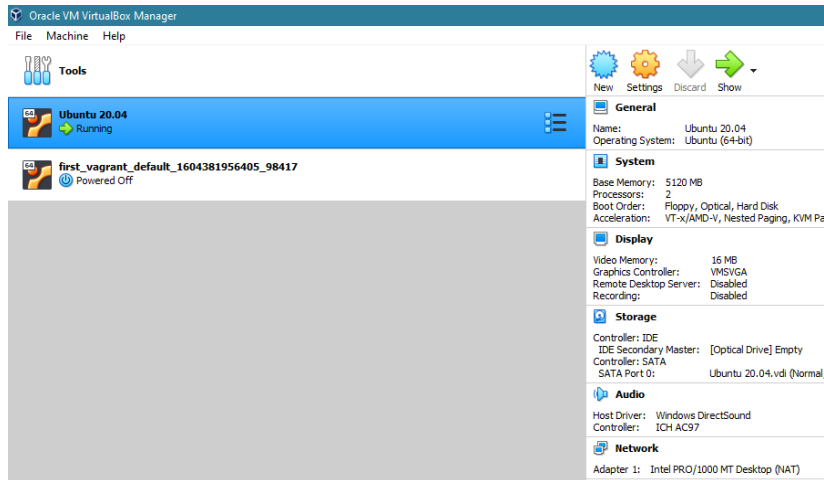 Oracle VM VirtualBox Manager
File Machine Help
Tools
64
Ubuntu 20.04
Running
64
first_vagrant_default_1604381956405_98417
Powered Off
New Settings Discard Show
General
Name: Ubuntu 20.04
Operating System: Ubuntu (64-bit)
System
Base Memory: 5120 MB
Processors: 2
Boot Order: Floppy, Optical, Hard Disk
Acceleration: VT-x/AMD-V, Nested Paging, KVM Pa
Display
Video Memory: 16 MB
Graphics Controller: VMSVGA
Remote Desktop Server: Disabled
Recording: Disabled
Storage
Controller: IDE
IDE Secondary Master: [Optical Drive] Empty
Controller: SATA
SATA Port 0: Ubuntu 20.04.vdi (Normal,
Audio
Host Driver: Windows DirectSound
Controller: ICH AC97
Network
Adapter 1: Intel PRO/1000 MT Desktop (NAT)